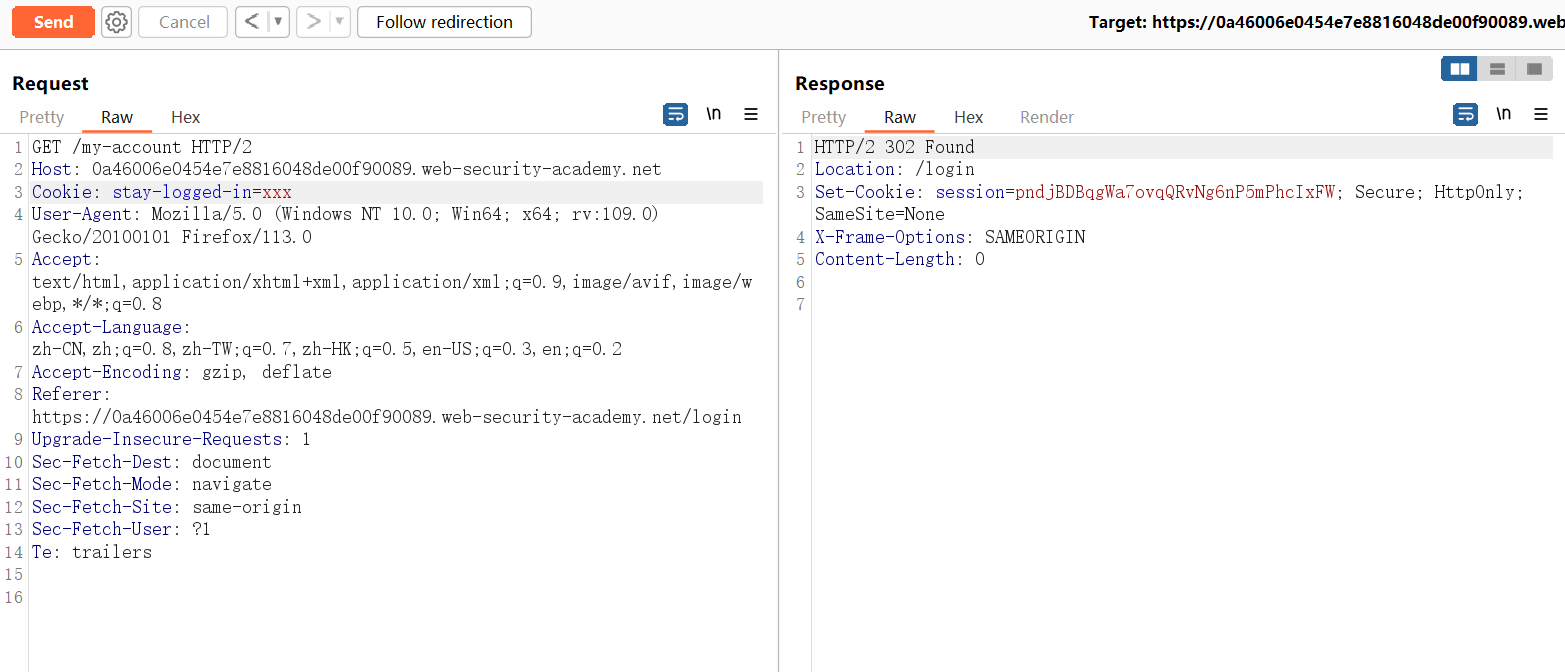 Send
Cancel
<
>
Follow redirection
Target: https://0a46006e0454e7e8816048de00f90089.web
Request
Pretty Raw Hex
\n
1 GET /my-account HTTP/2
2 Host: 0a46006e0454e7e8816048de00f90089.web-security-academy.net
3 Cookie: stay-logged-in=xxx
4 User-Agent: Mozilla/5.0 (Windows NT 10.0; Win64; x64; rv:109.0)
Gecko/20100101 Firefox/113.0
5 Accept:
text/html,application/xhtml+xml,application/xml;q=0.9,image/avif,image/w
ebp,*/*;q=0.8
6 Accept-Language:
zh-CN,zh;q=0.8,zh-TW;q=0.7,zh-HK;q=0.5,en-US;q=0.3,en;q=0.2
7 Accept-Encoding: gzip, deflate
8 Referer:
https://0a46006e0454e7e8816048de00f90089.web-security-academy.net/login
9 Upgrade-Insecure-Requests: 1
10 Sec-Fetch-Dest: document
11 Sec-Fetch-Mode: navigate
12 Sec-Fetch-Site: same-origin
13 Sec-Fetch-User: ?1
14 Te: trailers
15
16
Response
Pretty Raw Hex Render
\n
1 HTTP/2 302 Found
2 Location: /login
3 Set-Cookie: session=pndjBDBqgWa7ovqQRvNg6nP5mPhcIxFW; Secure; HttpOnly;
SameSite=None
4 X-Frame-Options: SAMEORIGIN
5 Content-Length: 0
6
7